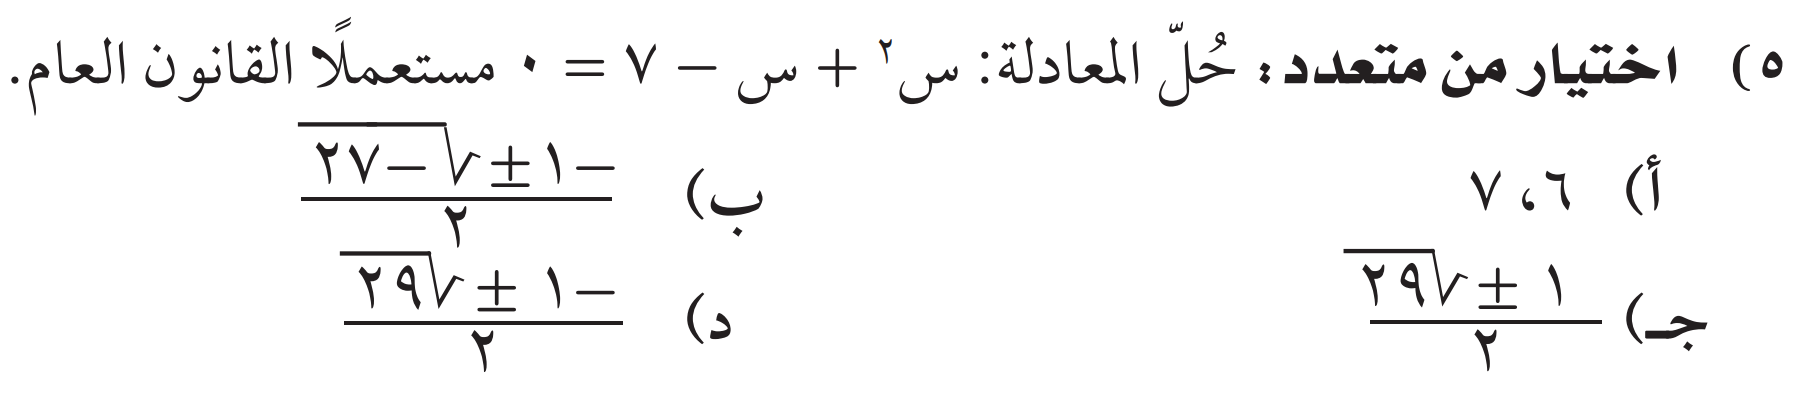 ٥) اختيار من متعدد: حُلّ المعادلة: س٢ + س − ٧ = ٠ مستعملًا القانون العام.
أ) ٦، ٧
ب) (−١ ± √(−٢٧))/٢
جـ) (١ ± √٢٩)/٢
د) (−١ ± √٢٩)/٢